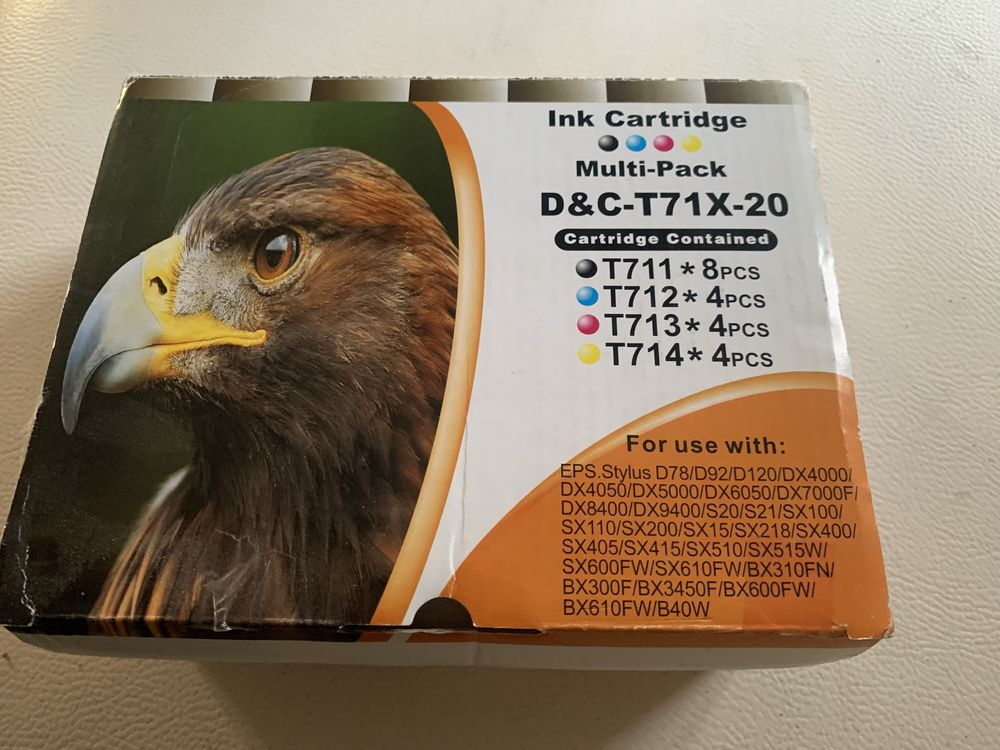 Ink Cartridge
Multi-Pack
D&C-T71X-20
Cartridge Contained
T711* 8PCS
T712* 4PCS
T713* 4PCS
T714* 4PCS
For use with:
EPS.Stylus D78/D92/D120/DX4000/
DX4050/DX5000/DX6050/DX7000F/
DX8400/DX9400/S20/S21/SX100/
SX110/SX200/SX15/SX218/SX400/
SX405/SX415/SX510/SX515W/
SX600FW/SX610FW/BX310FN/
BX300F/BX3450F/BX600FW/
BX610FW/B40W